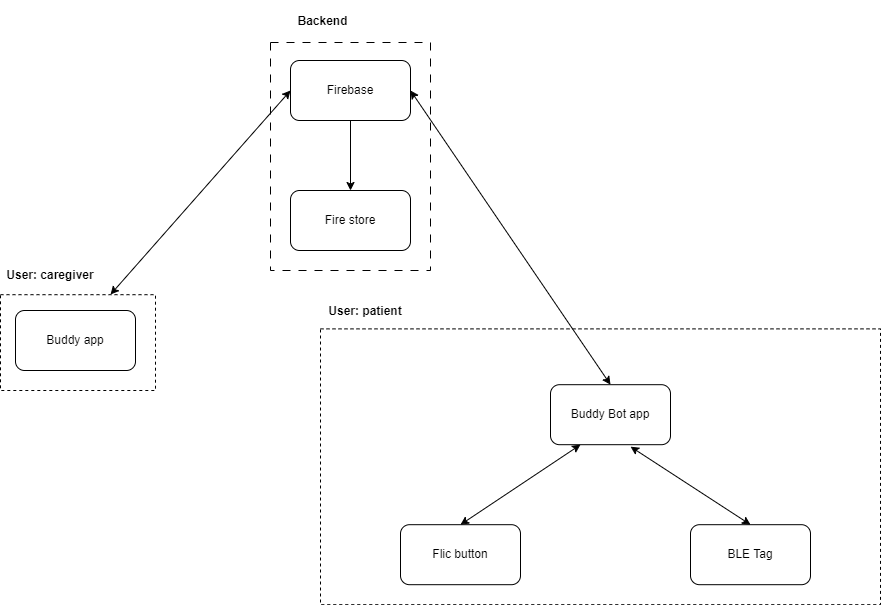 Backend
Firebase
Fire store
User: caregiver
Buddy app
User: patient
Buddy Bot app
Flic button
BLE Tag